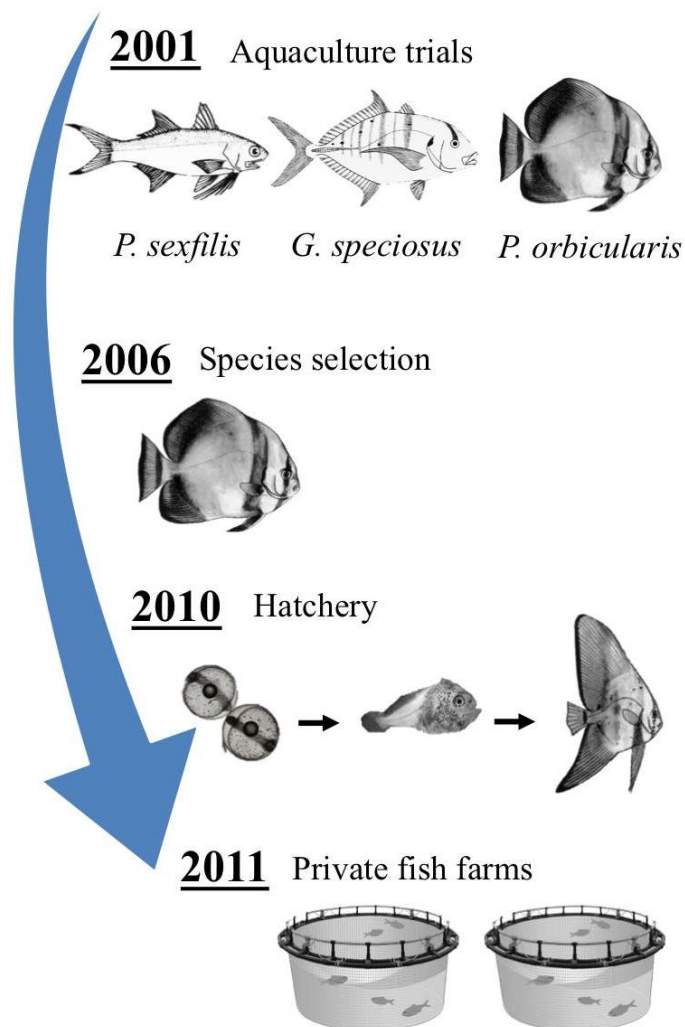 2001 Aquaculture trials
P. sexfilis G. speciosus P. orbicularis
2006 Species selection
2010 Hatchery
2011 Private fish farms